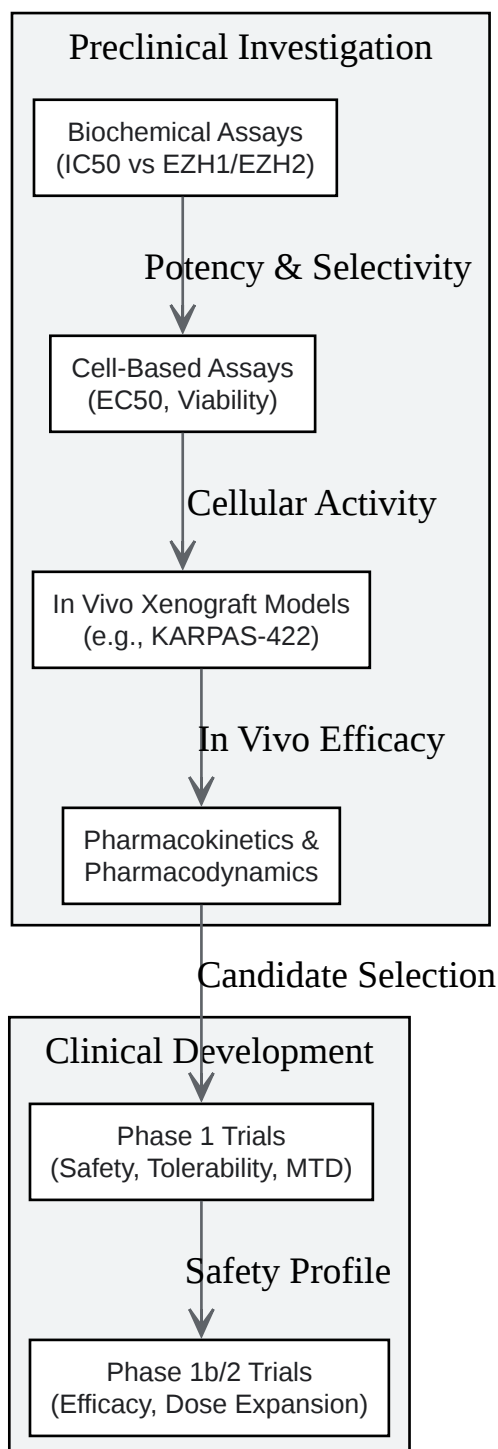 Preclinical Investigation
Biochemical Assays
(IC50 vs EZH1/EZH2)
Potency & Selectivity
Cell-Based Assays
(EC50, Viability)
Cellular Activity
In Vivo Xenograft Models
(e.g., KARPAS-422)
In Vivo Efficacy
Pharmacokinetics &
Pharmacodynamics
Candidate Selection
Clinical Development
Phase 1 Trials
(Safety, Tolerability, MTD)
Safety Profile
Phase 1b/2 Trials
(Efficacy, Dose Expansion)